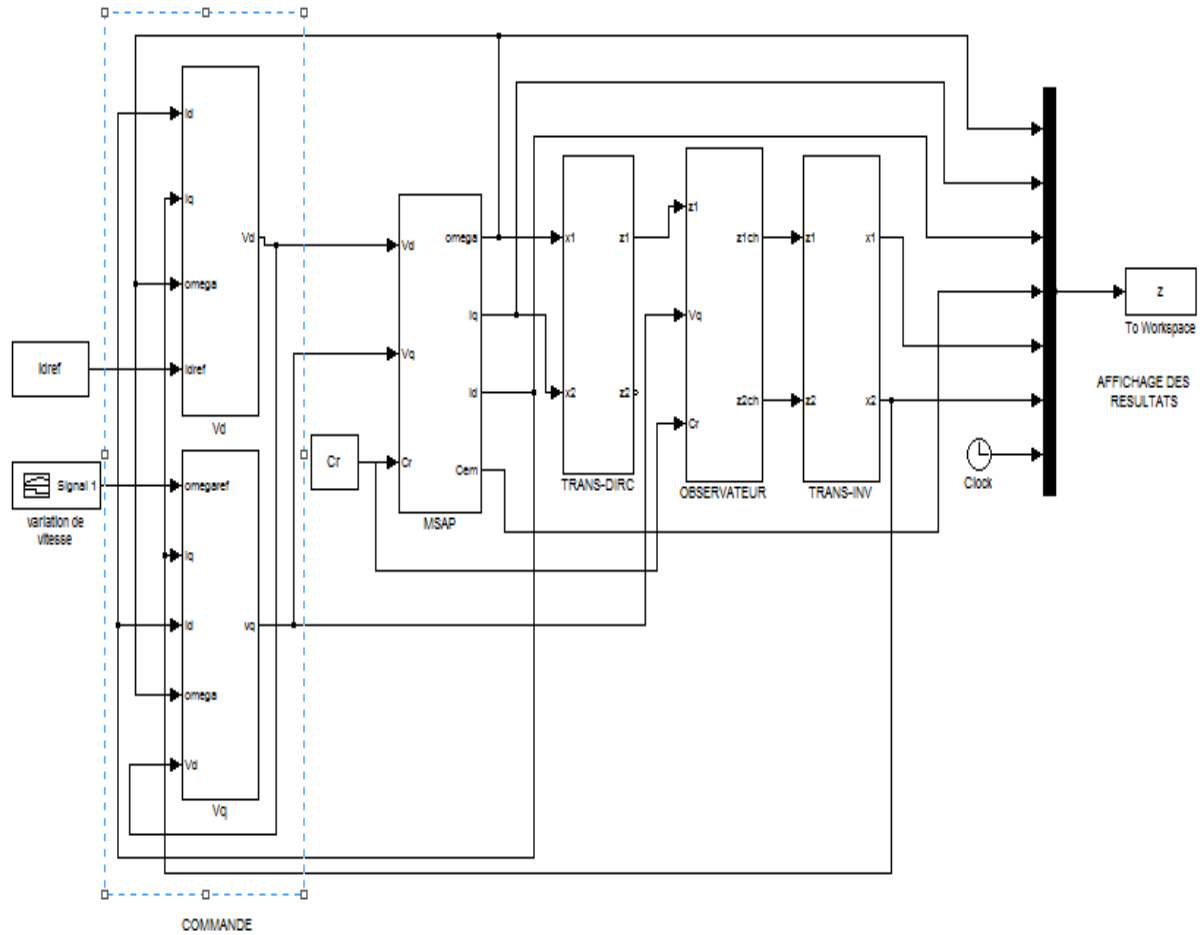 Id
Iq
omega
Idref
Vd
Vd
Idref
Signal 1
variation de
vitesse
omegaref
Iq
Id
omega
Vd
vq
Vq
COMMANDE
Cr
Vd
Vq
Cr
omega
Iq
Id
Cem
MSAP
x1
x2
z1
z2
TRANS-DIRC
z1
Vq
Cr
z1ch
z2ch
OBSERVATEUR
z1
z2
x1
x2
TRANS-INV
Clock
z
To Workspace
AFFICHAGE DES
RESULTATS